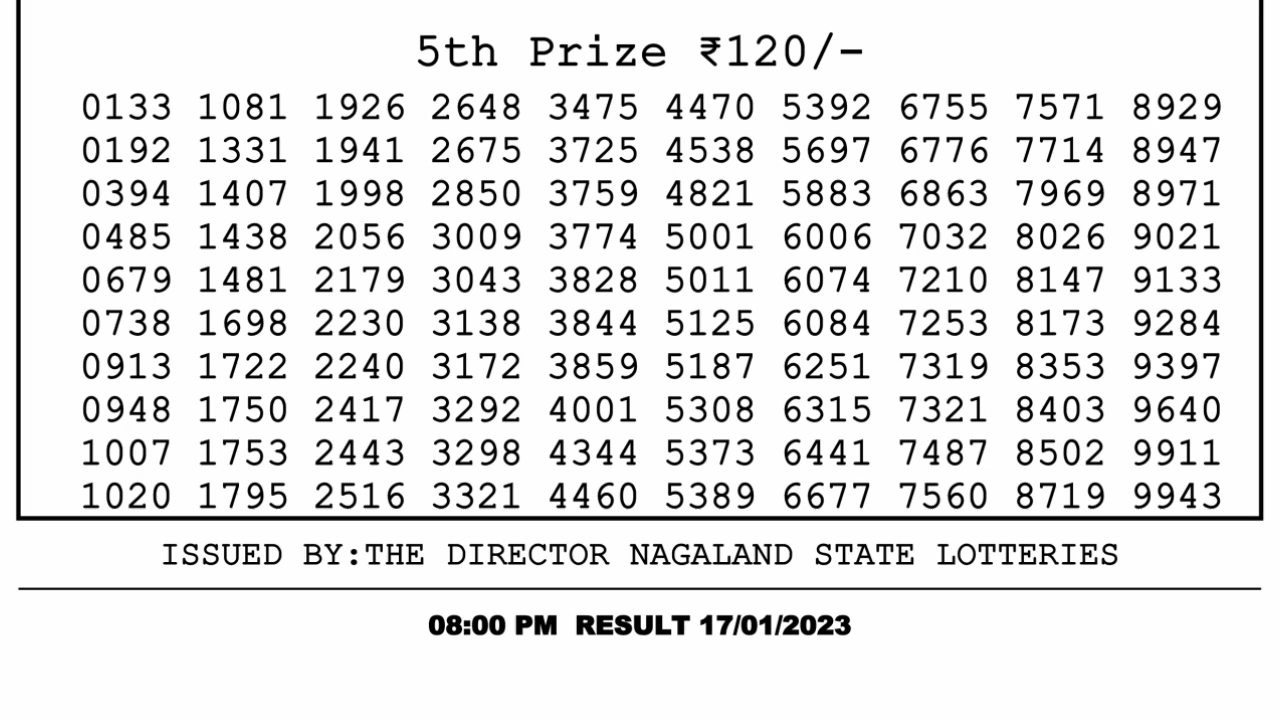 5th Prize ₹120/-
0133 1081 1926 2648 3475 4470 5392 6755 7571 8929
0192 1331 1941 2675 3725 4538 5697 6776 7714 8947
0394 1407 1998 2850 3759 4821 5883 6863 7969 8971
0485 1438 2056 3009 3774 5001 6006 7032 8026 9021
0679 1481 2179 3043 3828 5011 6074 7210 8147 9133
0738 1698 2230 3138 3844 5125 6084 7253 8173 9284
0913 1722 2240 3172 3859 5187 6251 7319 8353 9397
0948 1750 2417 3292 4001 5308 6315 7321 8403 9640
1007 1753 2443 3298 4344 5373 6441 7487 8502 9911
1020 1795 2516 3321 4460 5389 6677 7560 8719 9943
ISSUED BY:THE DIRECTOR NAGALAND STATE LOTTERIES
08:00 PM RESULT 17/01/2023